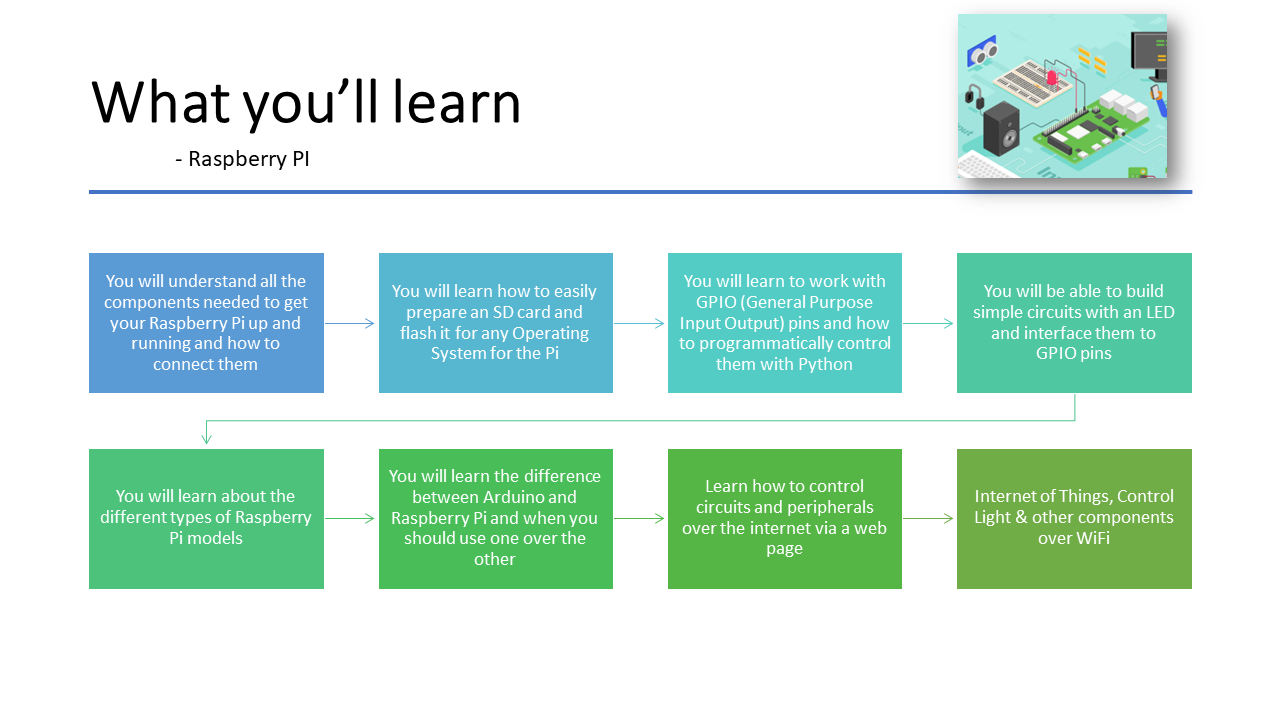 What you'll learn
- Raspberry PI
You will understand all the
components needed to get
your Raspberry Pi up and
running and how to
connect them
You will learn how to easily
prepare an SD card and
flash it for any Operating
System for the Pi
You will learn to work with
GPIO (General Purpose
Input Output) pins and how
to programmatically control
them with Python
You will be able to build
simple circuits with an LED
and interface them to
GPIO pins
You will learn about the
different types of Raspberry
Pi models
You will learn the difference
between Arduino and
Raspberry Pi and when you
should use one over the
other
Learn how to control
circuits and peripherals
over the internet via a web
page
Internet of Things, Control
Light & other components
over WiFi